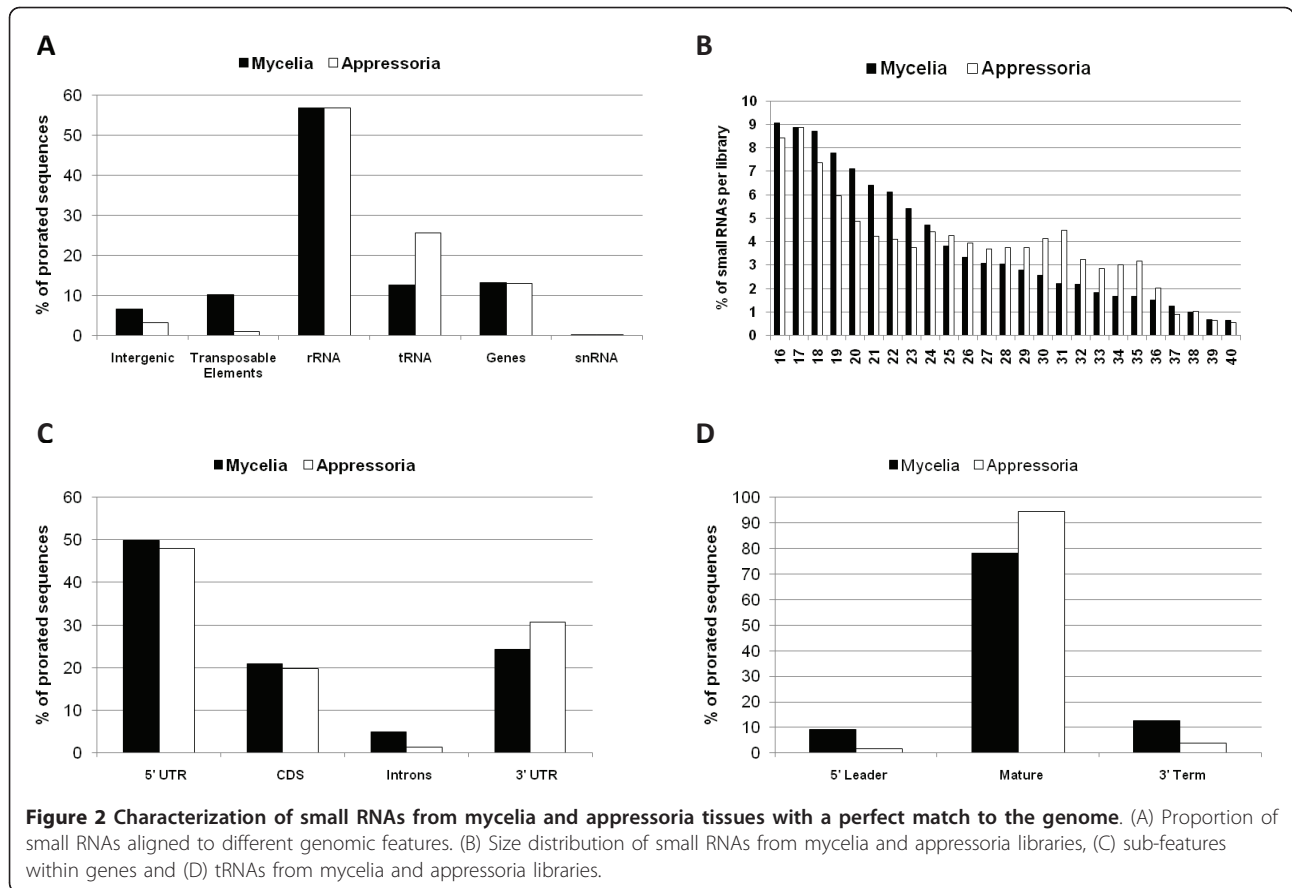 A
Mycelia Appressoria
% of prorated sequences
60
50
40
30
20
10
0
Intergenic Transposable Elements rRNA tRNA Genes snRNA
B
Mycelia Appressoria
% of small RNAs per library
10
9
8
7
6
5
4
3
2
1
0
16 17 18 19 20 21 22 23 24 25 26 27 28 29 30 31 32 33 34 35 36 37 38 39 40
C
Mycelia Appressoria
% of prorated sequences
60
50
40
30
20
10
0
5' UTR CDS Introns 3' UTR
D
Mycelia Appressoria
% of prorated sequences
100
90
80
70
60
50
40
30
20
10
0
5' Leader Mature 3' Term
Figure 2 Characterization of small RNAs from mycelia and appressoria tissues with a perfect match to the genome. (A) Proportion of
small RNAs aligned to different genomic features. (B) Size distribution of small RNAs from mycelia and appressoria libraries, (C) sub-features
within genes and (D) tRNAs from mycelia and appressoria libraries.